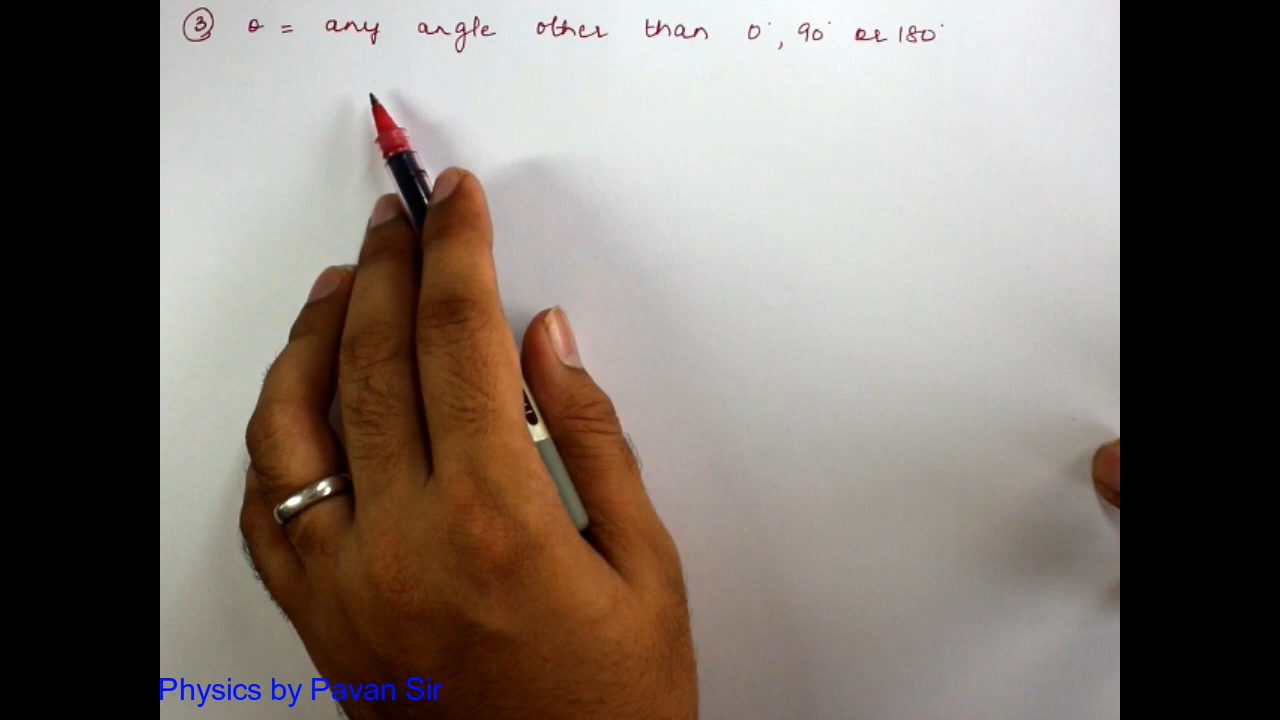 ③ θ = any angle other than 0°, 90° or 180°
Physics by Pavan Sir